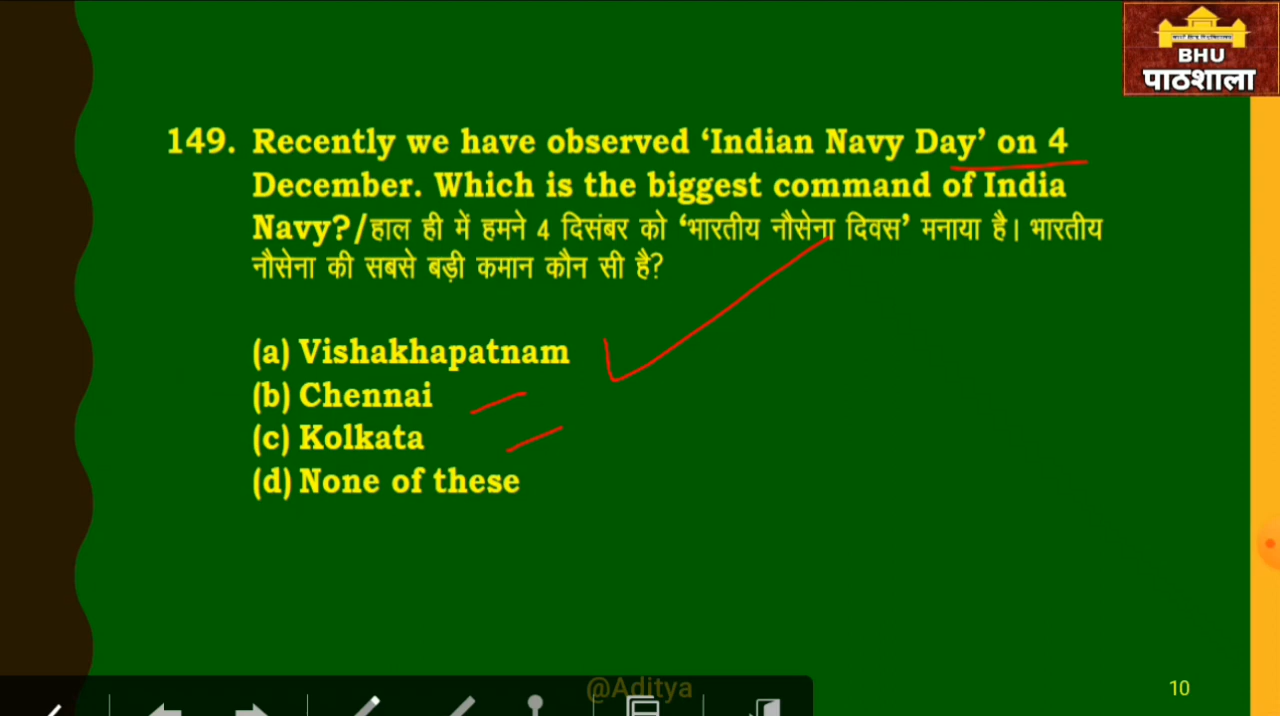 BHU
पाठशाला
149. Recently we have observed ‘Indian Navy Day’ on 4
December. Which is the biggest command of India
Navy?/हाल ही में हमने 4 दिसंबर को ‘भारतीय नौसेना दिवस’ मनाया है। भारतीय
नौसेना की सबसे बड़ी कमान कौन सी है?
(a) Vishakhapatnam
(b) Chennai
(c) Kolkata
(d) None of these
@Aditya
10